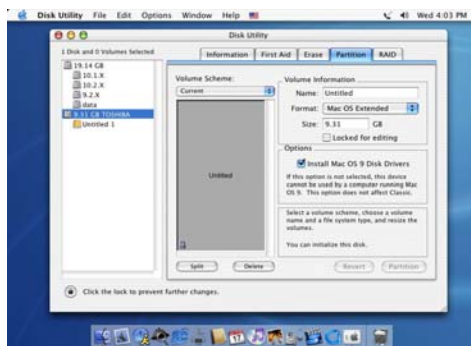 Disk Utility File Edit Options Window Help
Wed 4:03 PM
Disk Utility
1 Disk and 0 Volumes Selected
Information First Aid Erase Partition RAID
19.14 GB
10.1.X
10.2.X
9.2.X
data
9.31 GB TOSHIBA
Untitled 1
Volume Scheme:
Current
Untitled
Split Delete
Volume Information
Name: Untitled
Format: Mac OS Extended
Size: 9.31 GB
Locked for editing
Options
Install Mac OS 9 Disk Drivers
If this option is not selected, this device
cannot be used by a computer running Mac
OS 9. This option does not affect Classic.
Select a volume scheme, choose a volume
name and a file system type, and resize the
volumes.
You can initialize this disk.
Revert Partition
Click the lock to prevent further changes.
17